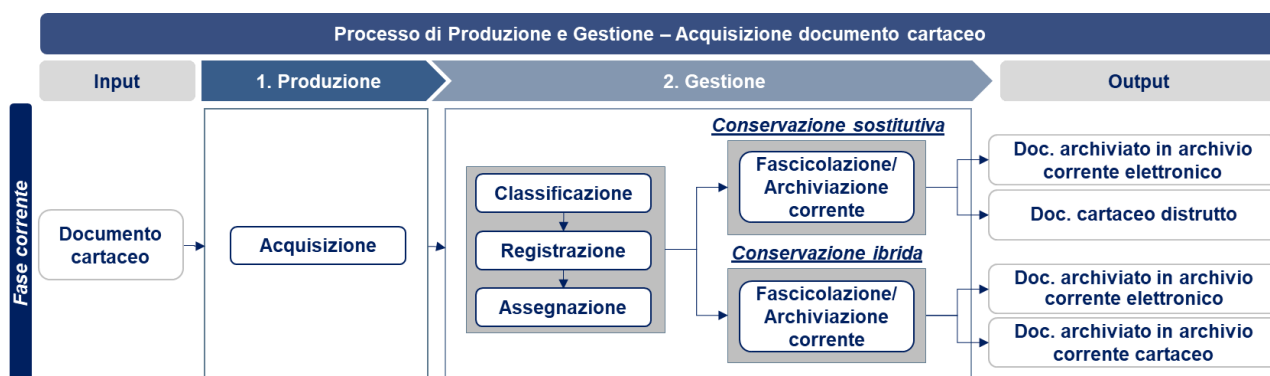 Processo di Produzione e Gestione – Acquisizione documento cartaceo
Input
1. Produzione
2. Gestione
Output
Fase corrente
Documento
cartaceo
Acquisizione
Classificazione
Registrazione
Assegnazione
Conservazione sostitutiva
Fascicolazione/
Archiviazione
corrente
Conservazione ibrida
Fascicolazione/
Archiviazione
corrente
Doc. archiviato in archivio
corrente elettronico
Doc. cartaceo distrutto
Doc. archiviato in archivio
corrente elettronico
Doc. archiviato in archivio
corrente cartaceo